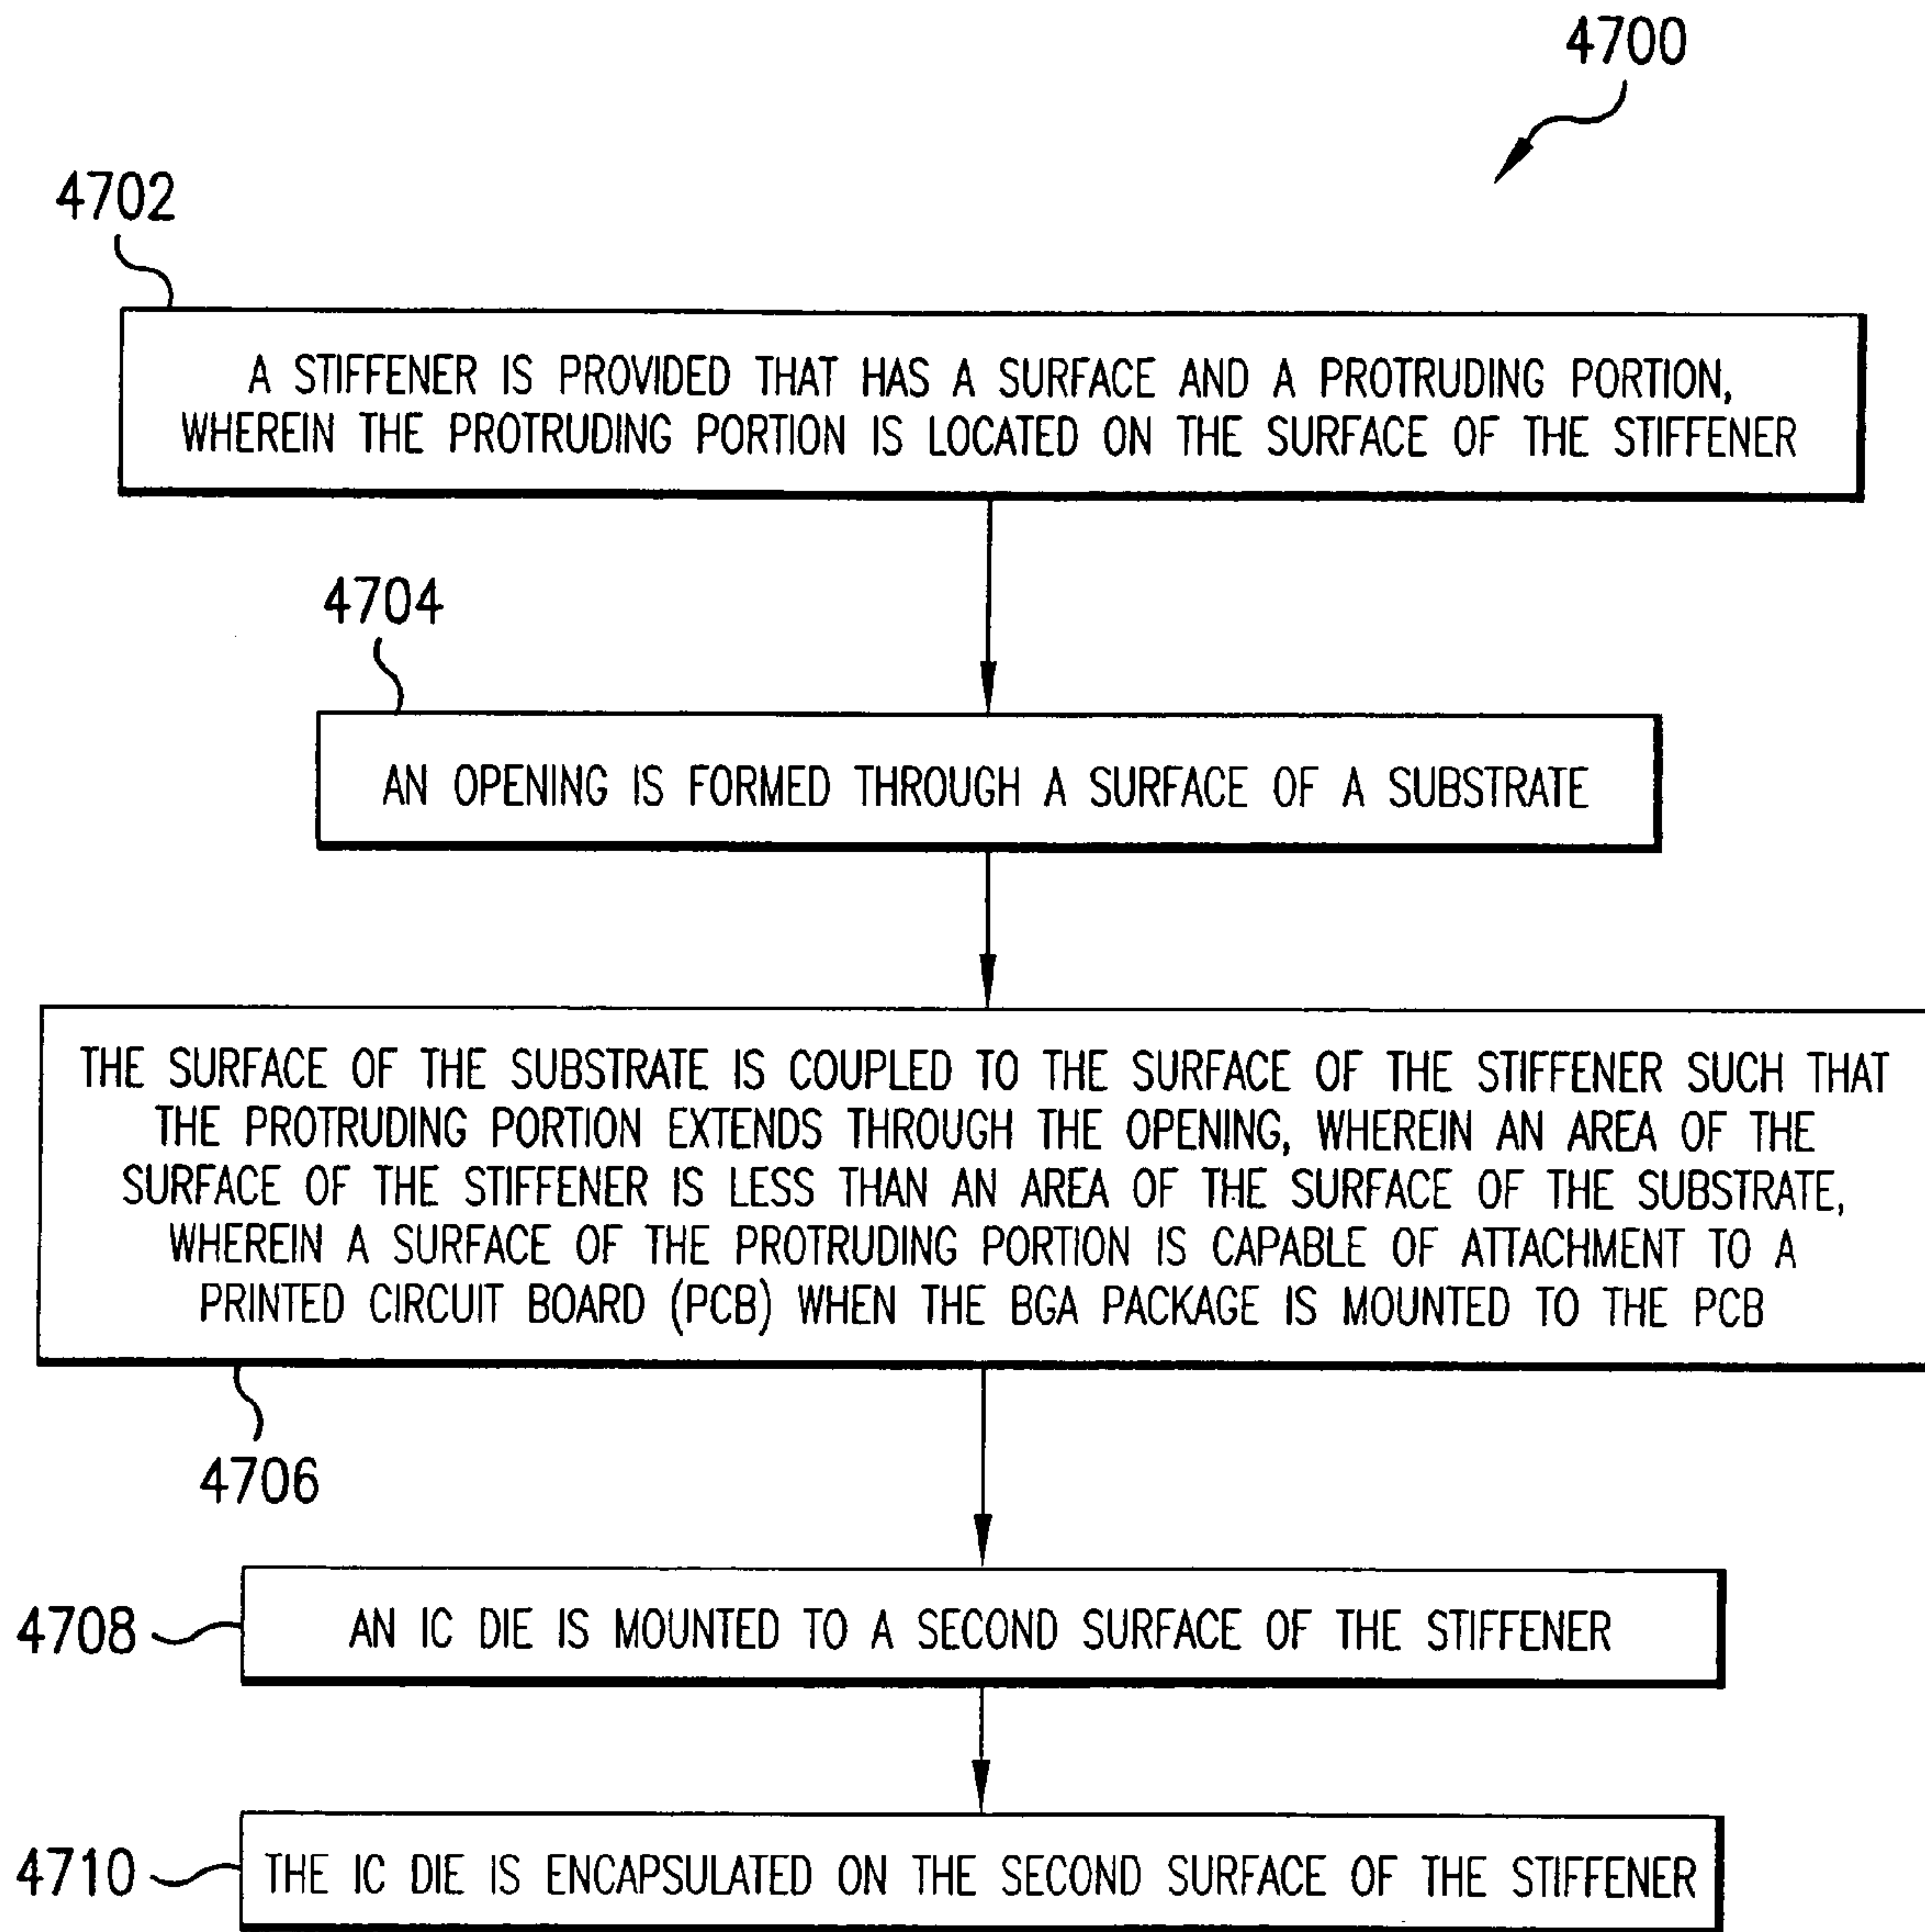 4700
4702
A STIFFENER IS PROVIDED THAT HAS A SURFACE AND A PROTRUDING PORTION,
WHEREIN THE PROTRUDING PORTION IS LOCATED ON THE SURFACE OF THE STIFFENER
4704
AN OPENING IS FORMED THROUGH A SURFACE OF A SUBSTRATE
THE SURFACE OF THE SUBSTRATE IS COUPLED TO THE SURFACE OF THE STIFFENER SUCH THAT
THE PROTRUDING PORTION EXTENDS THROUGH THE OPENING, WHEREIN AN AREA OF THE
SURFACE OF THE STIFFENER IS LESS THAN AN AREA OF THE SURFACE OF THE SUBSTRATE,
WHEREIN A SURFACE OF THE PROTRUDING PORTION IS CAPABLE OF ATTACHMENT TO A
PRINTED CIRCUIT BOARD (PCB) WHEN THE BGA PACKAGE IS MOUNTED TO THE PCB
4706
4708
AN IC DIE IS MOUNTED TO A SECOND SURFACE OF THE STIFFENER
4710
THE IC DIE IS ENCAPSULATED ON THE SECOND SURFACE OF THE STIFFENER